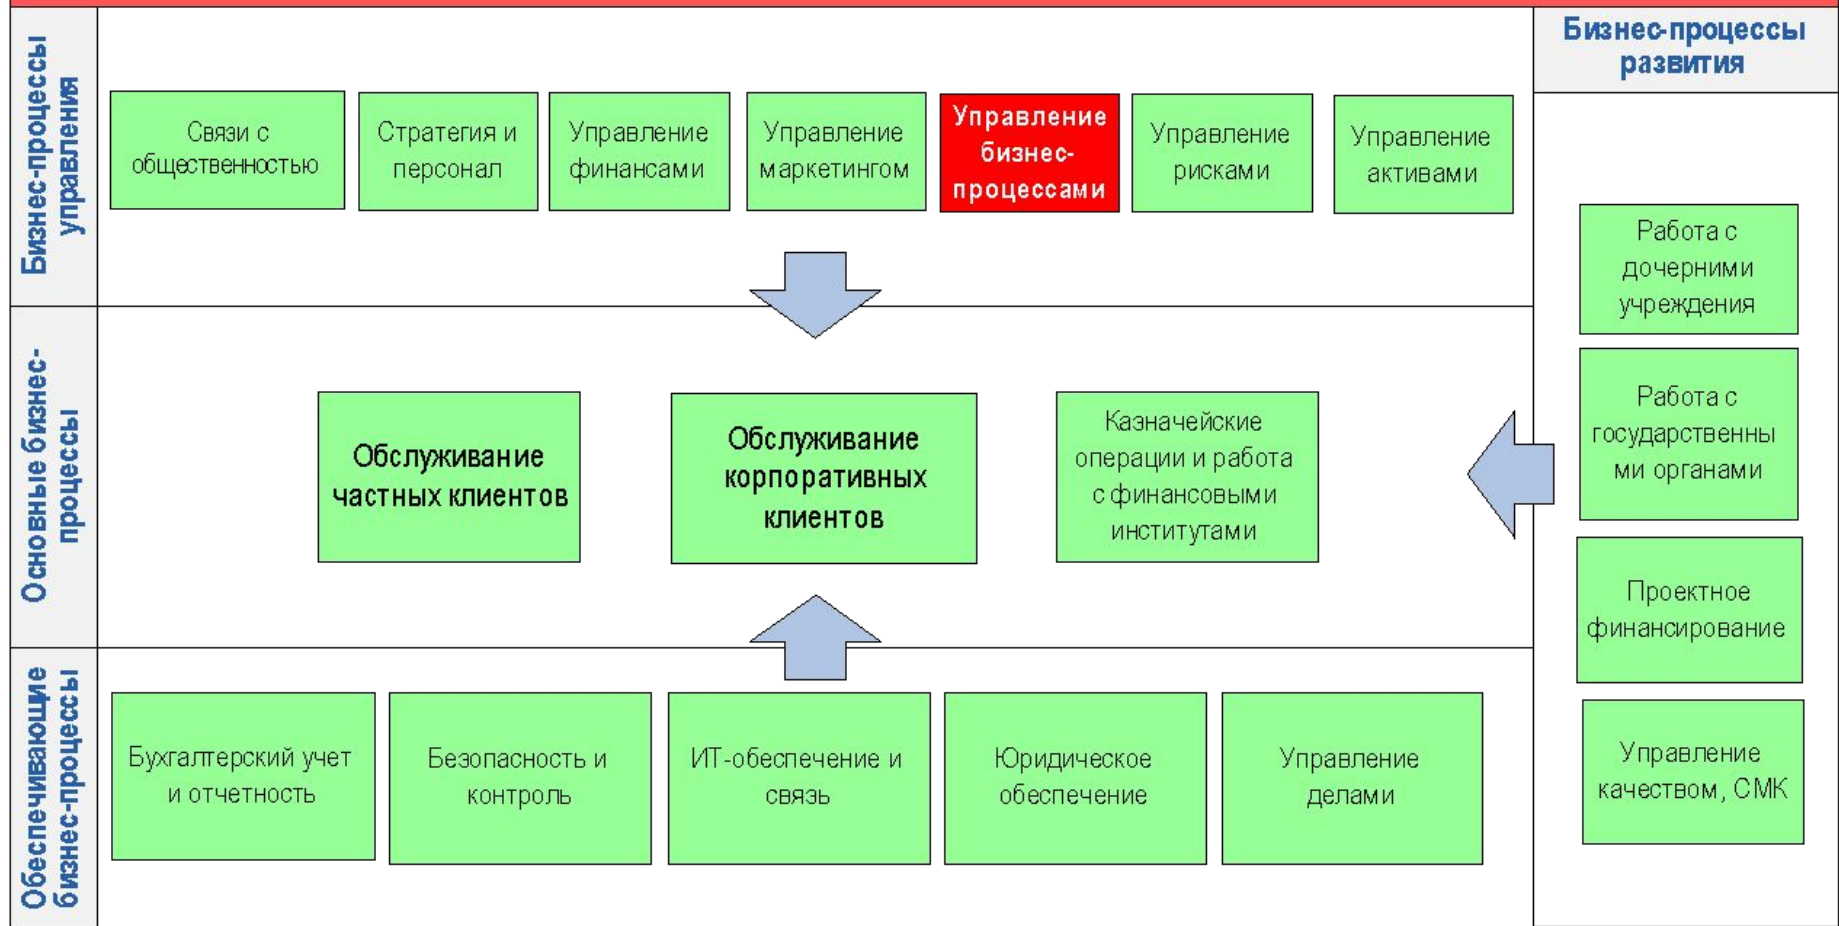 Бизнес-процессы
управления
Связи с
общественностью
Стратегия и
персонал
Управление
финансами
Управление
маркетингом
Управление
бизнес-
процессами
Управление
рисками
Управление
активами
Основные бизнес-
процессы
Обслуживание
частных клиентов
Обслуживание
корпоративных
клиентов
Казначейские
операции и работа
с финансовыми
институтами
Обеспечивающие
бизнес-процессы
Бухгалтерский учет
и отчетность
Безопасность и
контроль
ИТ-обеспечение и
связь
Юридическое
обеспечение
Управление
делами
Бизнес-процессы
развития
Работа с
дочерними
учреждения
Работа с
государственны
ми органами
Проектное
финансирование
Управление
качеством, СМК